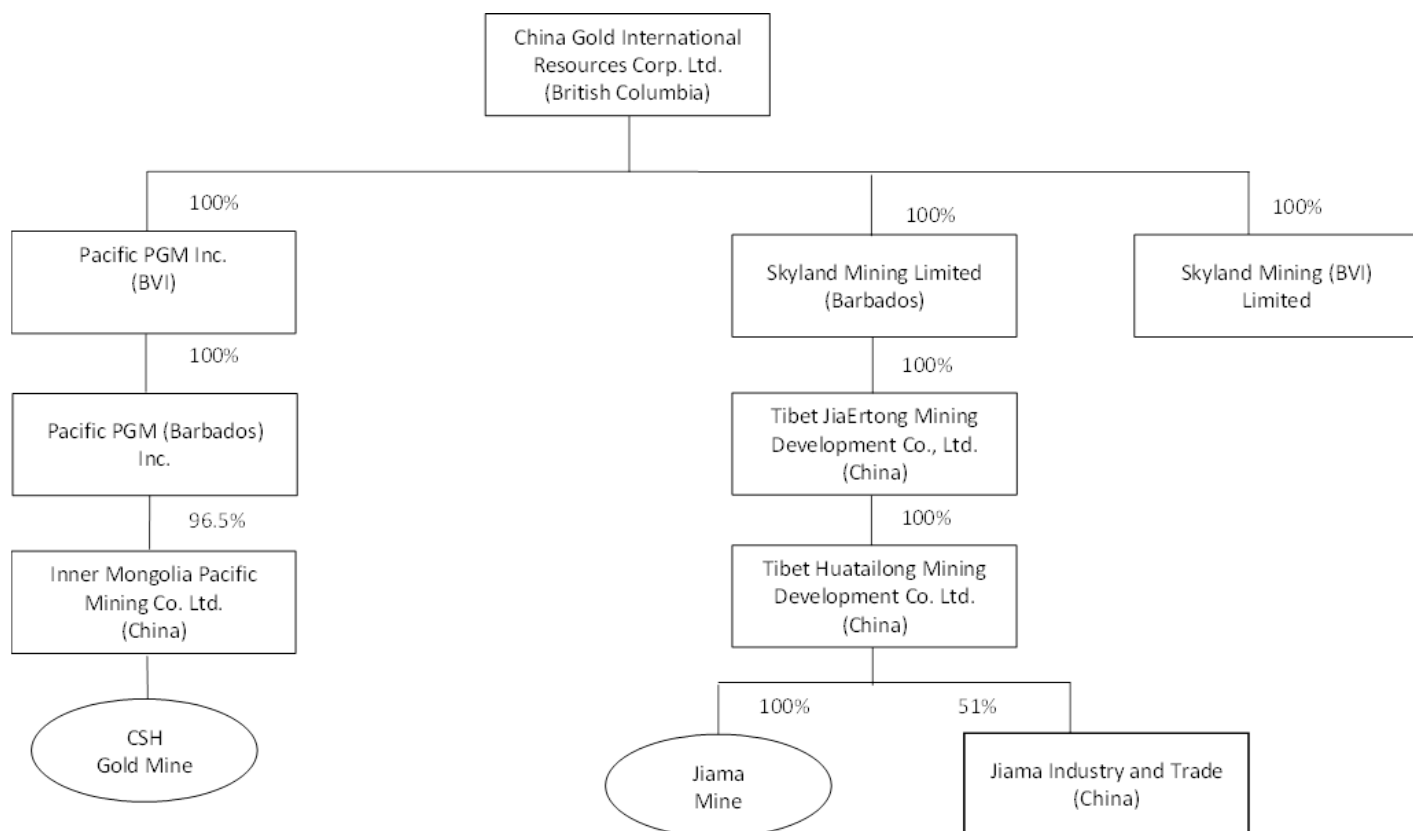 China Gold International
Resources Corp. Ltd.
(British Columbia)
100%
100%
100%
Pacific PGM Inc.
(BVI)
Skyland Mining Limited
(Barbados)
Skyland Mining (BVI)
Limited
100%
100%
Pacific PGM (Barbados)
Inc.
Tibet JiaErtong Mining
Development Co., Ltd.
(China)
96.5%
100%
Inner Mongolia Pacific
Mining Co. Ltd.
(China)
Tibet Huatailong Mining
Development Co. Ltd.
(China)
100%
51%
CSH
Gold Mine
Jiama
Mine
Jiama Industry and Trade
(China)